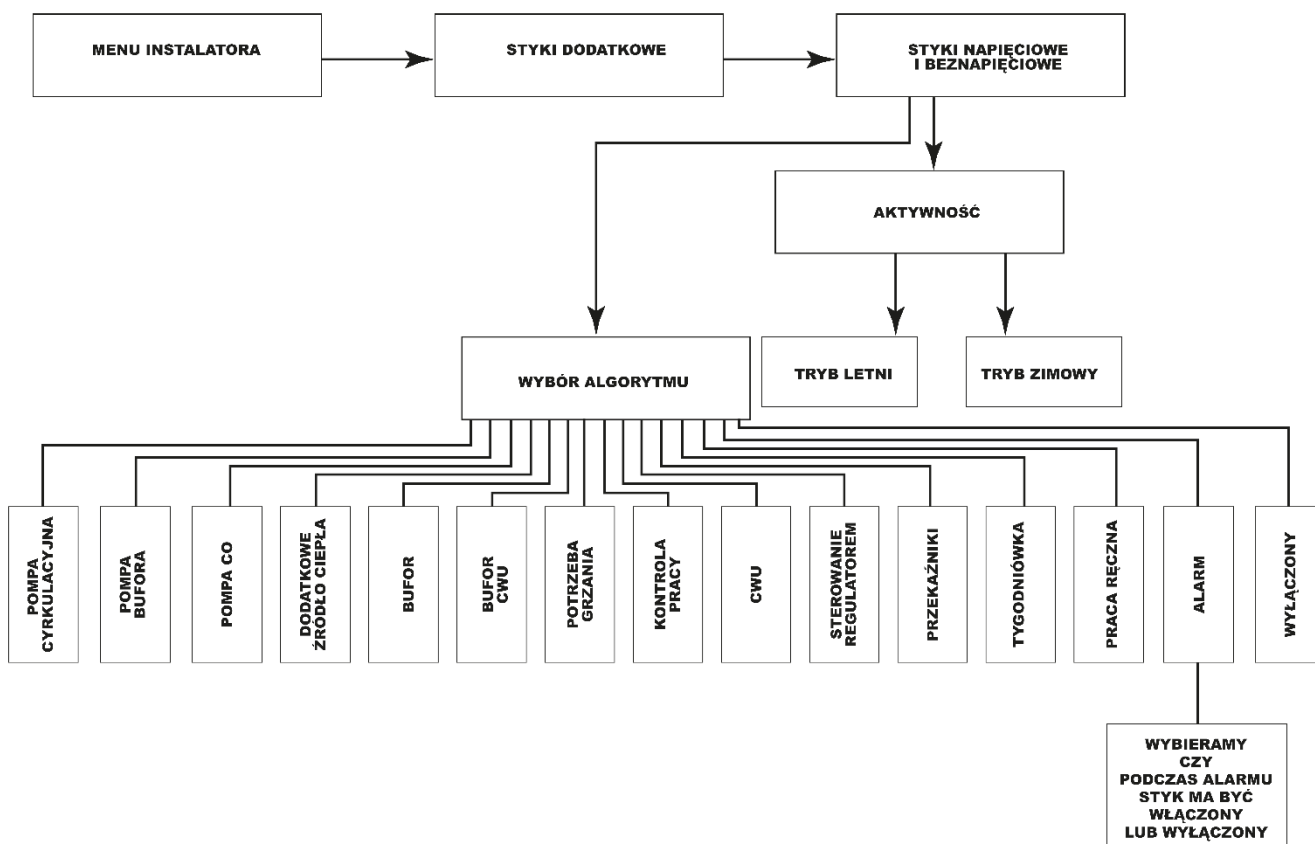 MENU INSTALATORA
STYKI DODATKOWE
STYKI NAPIĘCIOWE
I BEZNAPIĘCIOWE
AKTYWNOŚĆ
WYBÓR ALGORYTMU
TRYB LETNI
TRYB ZIMOWY
POMPA
CYRKULACYJNA
POMPA
BUFORA
POMPA CO
DODATKOWE
ŹRÓDŁO CIEPŁA
BUFOR
BUFOR
CWU
POTRZEBA
GRZANIA
KONTROLA
PRACY
CWU
STEROWANIE
REGULATOREM
PRZEKAŹNIKI
TYGODNIÓWKA
PRACA RĘCZNA
ALARM
WYŁĄCZONY
WYBIERAMY
CZY
PODCZAS ALARMU
STYK MA BYĆ
WŁĄCZONY
LUB WYŁĄCZONY